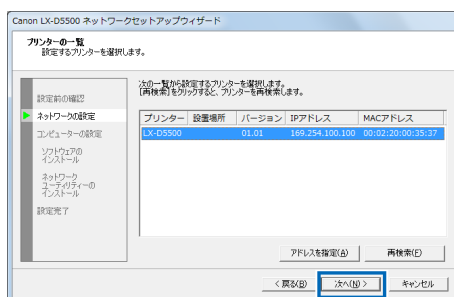 Canon LX-D5500 ネットワークセットアップウィザード
プリンターの一覧
設定するプリンターを選択します。
次の一覧から設定するプリンターを選択します。
[再検索]をクリックすると、プリンターを再検索します。
設定前の確認
ネットワークの設定
コンピューターの設定
ソフトウェアの
インストール
ネットワーク
ユーティリティーの
インストール
設定完了
プリンター 設置場所 バージョン IPアドレス MACアドレス
LX-D5500 01.01 169.254.100.100 00:02:20:00:35:37
アドレスを指定(A) 再検索(F)
< 戻る(B) 次へ(N) > キャンセル